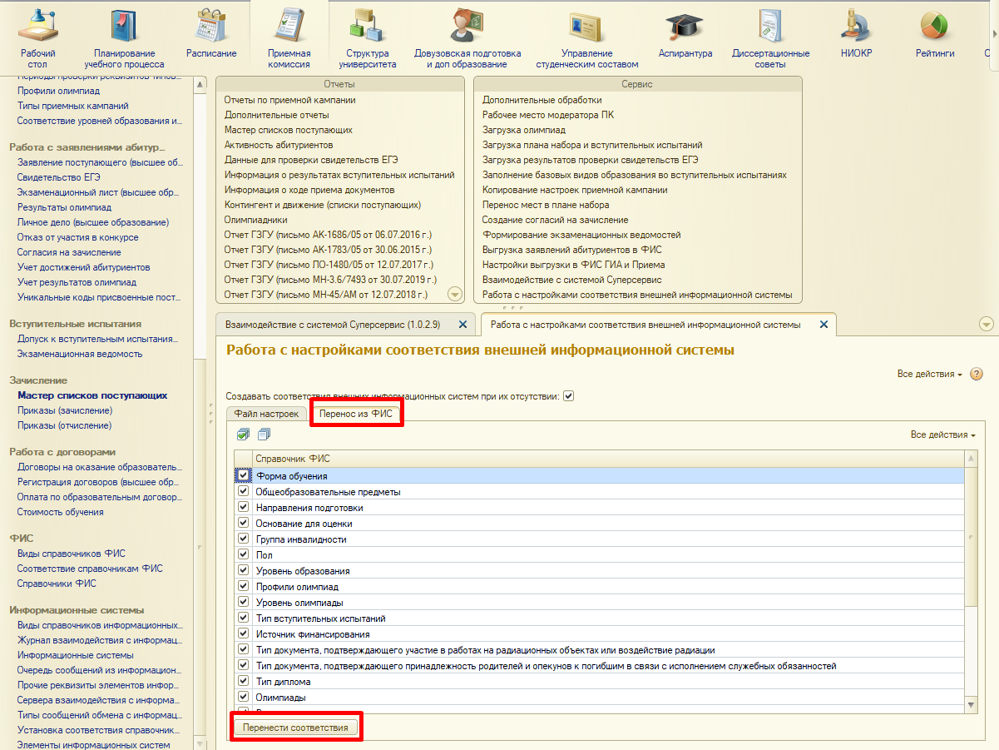 Рабочий
стол
Планирование
учебного процесса
Расписание
Приемная
комиссия
Структура
университета
Довузовская подготовка
и доп образование
Управление
студенческим составом
Аспирантура
Диссертационные
советы
НИОКР
Рейтинги
Периоды проверки реквизитов типов...
Профили олимпиад
Типы приемных кампаний
Соответствие уровней образования и...
Работа с заявлениями абитур...
Заявление поступающего (высшее об...
Свидетельство ЕГЭ
Экзаменационный лист (высшее обр...
Результаты олимпиад
Личное дело (высшее образование)
Отказ от участия в конкурсе
Согласия на зачисление
Учет достижений абитуриентов
Учет результатов олимпиад
Уникальные коды присвоенные пост...
Вступительные испытания
Допуск к вступительным испытания...
Экзаменационная ведомость
Зачисление
Мастер списков поступающих
Приказы (зачисление)
Приказы (отчисление)
Работа с договорами
Договоры на оказание образователь...
Регистрация договоров (высшее обр...
Оплата по образовательным договор...
Стоимость обучения
ФИС
Виды справочников ФИС
Соответствие справочникам ФИС
Справочники ФИС
Информационные системы
Виды справочников информационных...
Журнал взаимодействия с информац...
Информационные системы
Очередь сообщений из информацион...
Прочие реквизиты элементов инфор...
Сервера взаимодействия с информа...
Типы сообщений обмена с информац...
Установка соответствия справочник...
Элементы информационных систем
Отчеты
Отчеты по приемной кампании
Дополнительные отчеты
Мастер списков поступающих
Активность абитуриентов
Данные для проверки свидетельств ЕГЭ
Информация о результатах вступительных испытаний
Информация о ходе приема документов
Контингент и движение (списки поступающих)
Олимпиадники
Отчет ГЗГУ (письмо АК-1686/05 от 06.07.2016 г.)
Отчет ГЗГУ (письмо АК-1783/05 от 30.06.2015 г.)
Отчет ГЗГУ (письмо ЛО-1480/05 от 12.07.2017 г.)
Отчет ГЗГУ (письмо МН-3.6/7493 от 30.07.2019 г.)
Отчет ГЗГУ (письмо МН-45/АМ от 12.07.2018 г.)
Сервис
Дополнительные обработки
Рабочее место модератора ПК
Загрузка олимпиад
Загрузка плана набора и вступительных испытаний
Загрузка результатов проверки свидетельств ЕГЭ
Заполнение базовых видов образования во вступительных испытаниях
Копирование настроек приемной кампании
Перенос мест в плане набора
Создание согласий на зачисление
Формирование экзаменационных ведомостей
Выгрузка заявлений абитуриентов в ФИС
Настройки выгрузки в ФИС ГИА и Приема
Взаимодействие с системой Суперсервис
Работа с настройками соответствия внешней информационной системы
Взаимодействие с системой Суперсервис (1.0.2.9)
Работа с настройками соответствия внешней информационной системы
Работа с настройками соответствия внешней информационной системы
Все действия
?
Создавать соответствия внешних информационных систем при их отсутствии:
Файл настроек
Перенос из ФИС
Все действия
Справочник ФИС
Форма обучения
Общеобразовательные предметы
Направления подготовки
Основание для оценки
Группа инвалидности
Пол
Уровень образования
Профили олимпиад
Уровень олимпиады
Тип вступительных испытаний
Источник финансирования
Тип документа, подтверждающего участие в работах на радиационных объектах или воздействие радиации
Тип документа, подтверждающего принадлежность родителей и опекунов к погибшим в связи с исполнением служебных обязанностей
Тип диплома
Олимпиады
Перенести соответствия